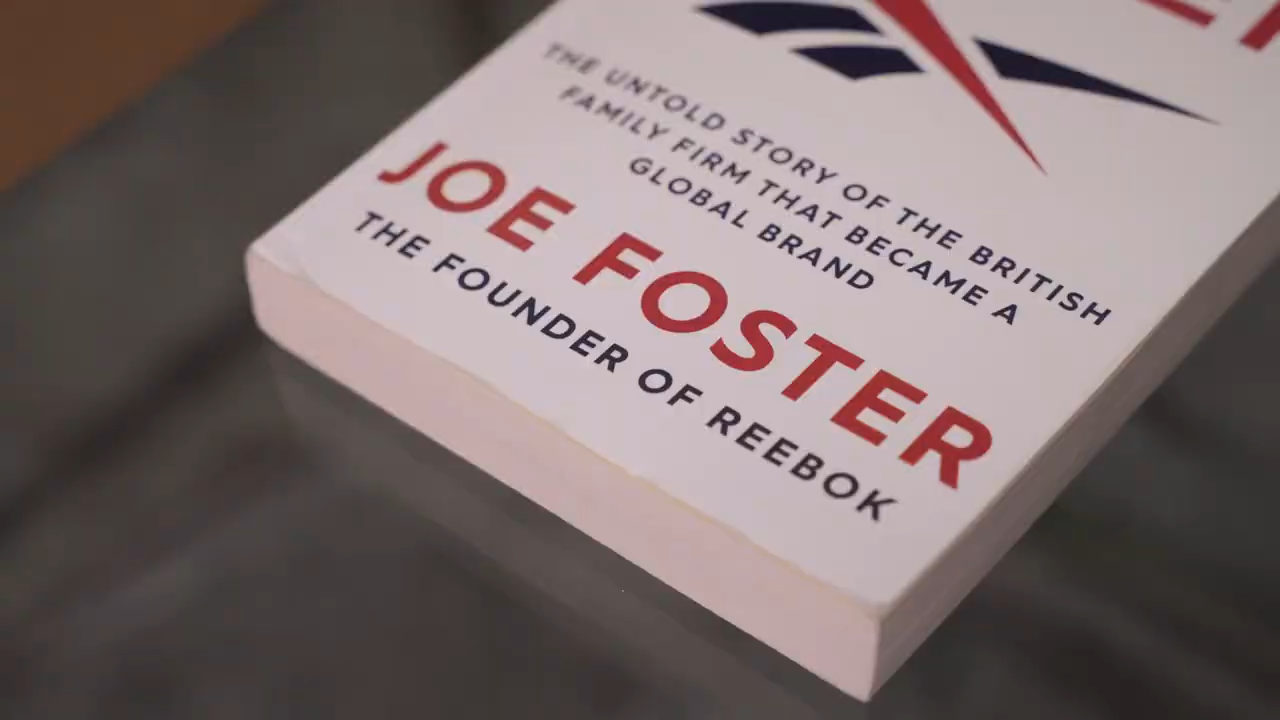 THE UNTOLD STORY OF THE BRITISH
FAMILY FIRM THAT BECAME A
GLOBAL BRAND
JOE FOSTER
THE FOUNDER OF REEBOK